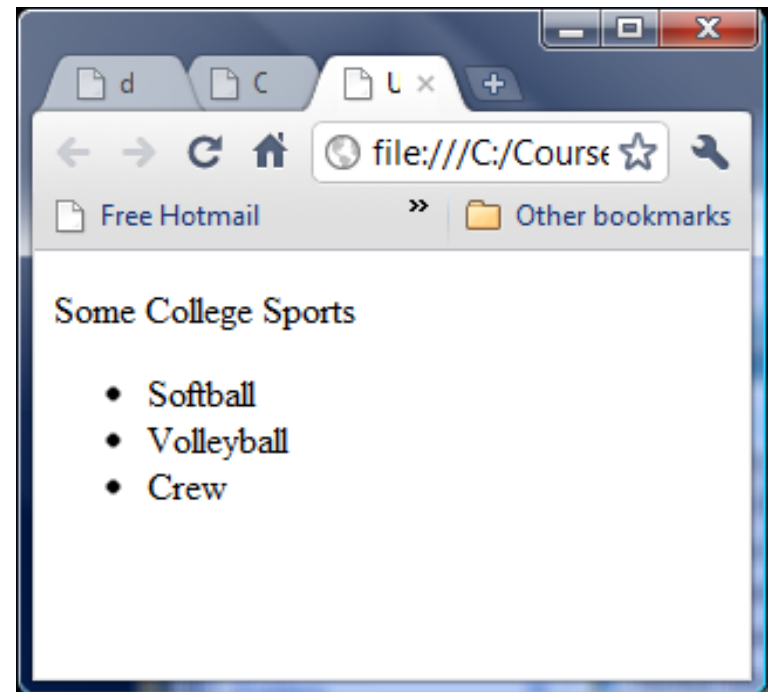 d C U
file:///C:/Course
Free Hotmail » Other bookmarks
Some College Sports
• Softball
• Volleyball
• Crew